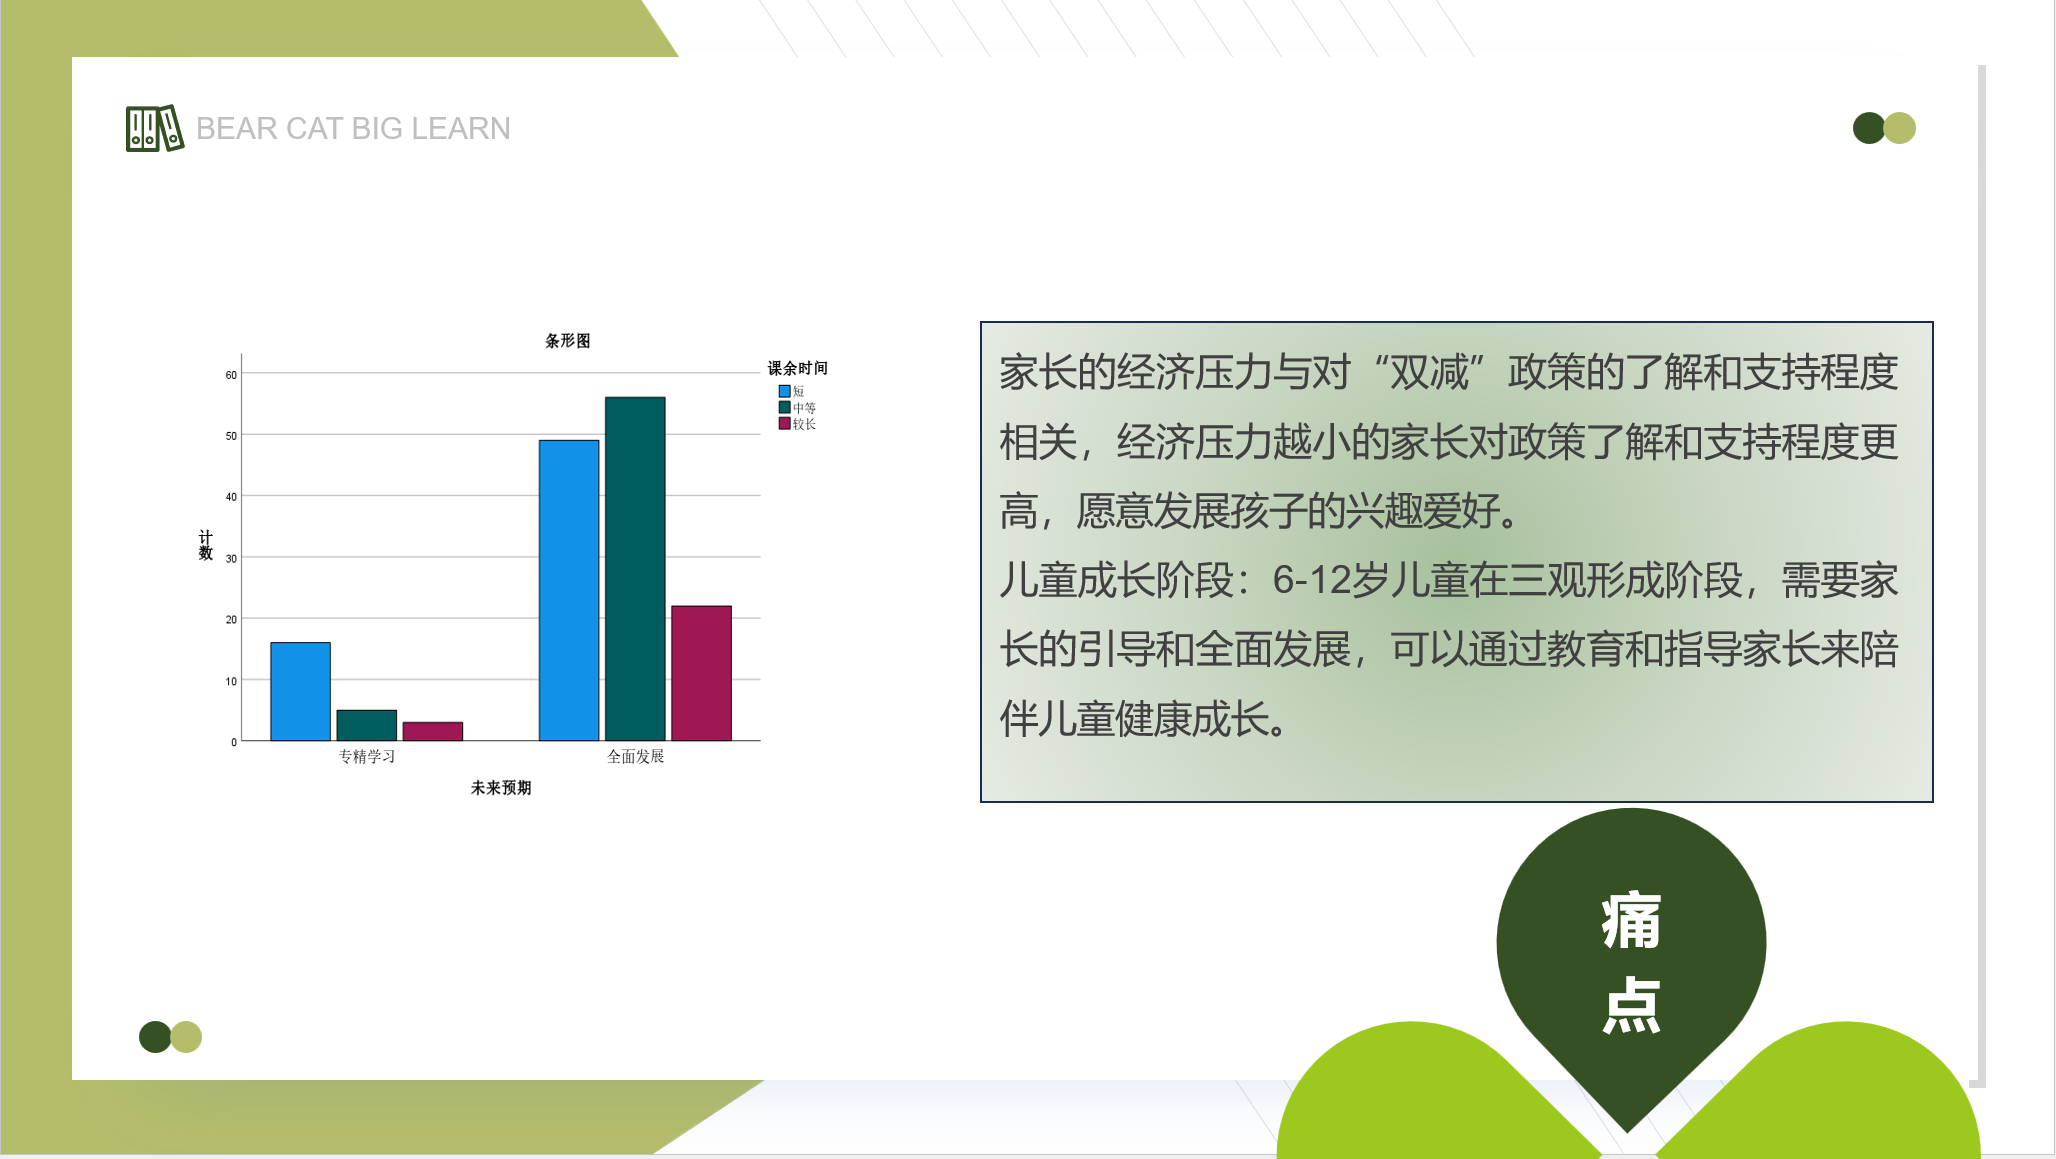 BEAR CAT BIG LEARN
条形图
课余时间
短
中等
较长
60
50
40
30
20
10
0
计数
专精学习
全面发展
未来预期
家长的经济压力与对“双减”政策的了解和支持程度
相关，经济压力越小的家长对政策了解和支持程度更
高，愿意发展孩子的兴趣爱好。
儿童成长阶段：6-12岁儿童在三观形成阶段，需要家
长的引导和全面发展，可以通过教育和指导家长来陪
伴儿童健康成长。
痛
点